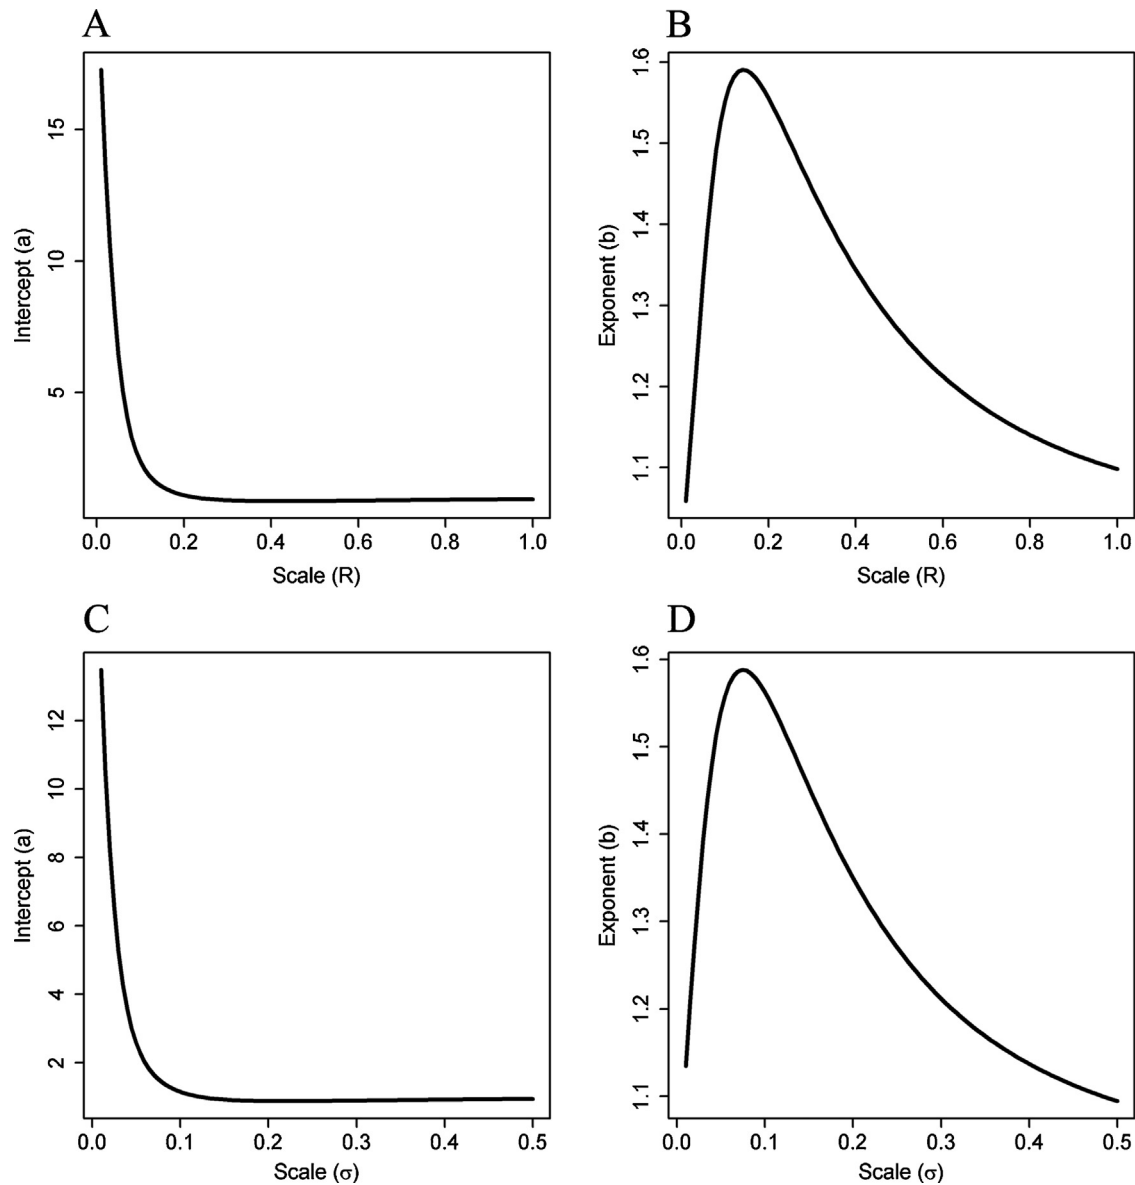 A
B
15
10
5
Intercept (a)
0.0 0.2 0.4 0.6 0.8 1.0
Scale (R)
1.6
1.5
1.4
1.3
1.2
1.1
Exponent (b)
0.0 0.2 0.4 0.6 0.8 1.0
Scale (R)
C
D
12
10
8
6
4
2
Intercept (a)
0.0 0.1 0.2 0.3 0.4 0.5
Scale (σ)
1.6
1.5
1.4
1.3
1.2
1.1
Exponent (b)
0.0 0.1 0.2 0.3 0.4 0.5
Scale (σ)